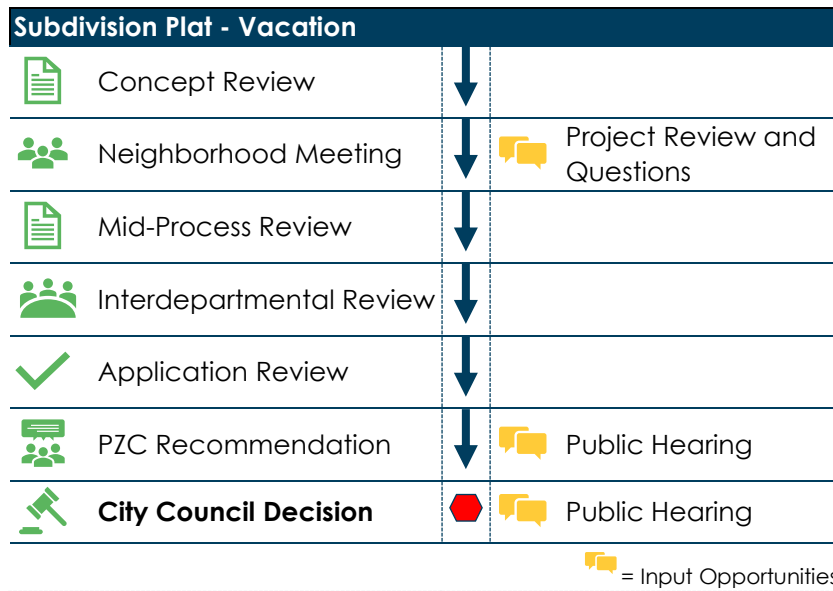 Subdivision Plat - Vacation
Concept Review
Neighborhood Meeting
Project Review and
Questions
Mid-Process Review
Interdepartmental Review
Application Review
PZC Recommendation
Public Hearing
City Council Decision
Public Hearing
= Input Opportunities